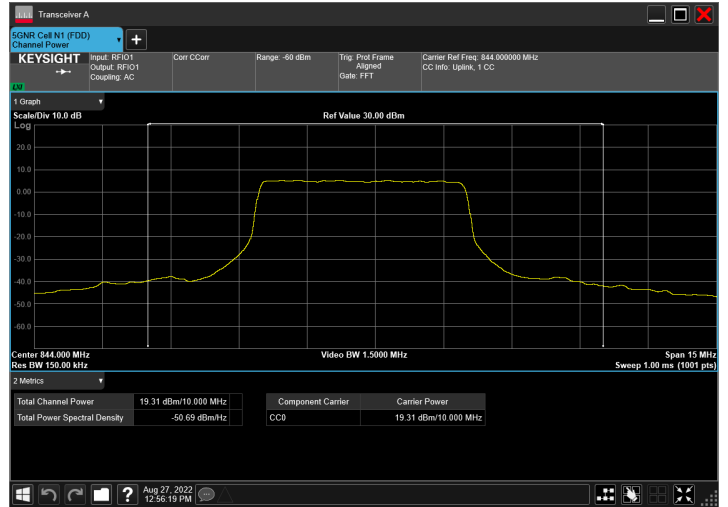 Transceiver A
5GNR Cell N1 (FDD)
Channel Power
KEYSIGHT
LXI
Input: RFIO1
Output: RFIO1
Coupling: AC
Corr CCorr
Range: -60 dBm
Trig: Prot Frame
Aligned
Gate: FFT
Carrier Ref Freq: 844.000000 MHz
CC Info: Uplink, 1 CC
1 Graph
Scale/Div 10.0 dB
Ref Value 30.00 dBm
Log
20.0
10.0
0.00
-10.0
-20.0
-30.0
-40.0
-50.0
-60.0
Center 844.000 MHz
Video BW 1.5000 MHz
Span 15 MHz
Res BW 150.00 kHz
Sweep 1.00 ms (1001 pts)
2 Metrics
Total Channel Power 19.31 dBm/10.000 MHz
Total Power Spectral Density -50.69 dBm/Hz
Component Carrier Carrier Power
CC0 19.31 dBm/10.000 MHz
?
Aug 27, 2022
12:56:19 PM